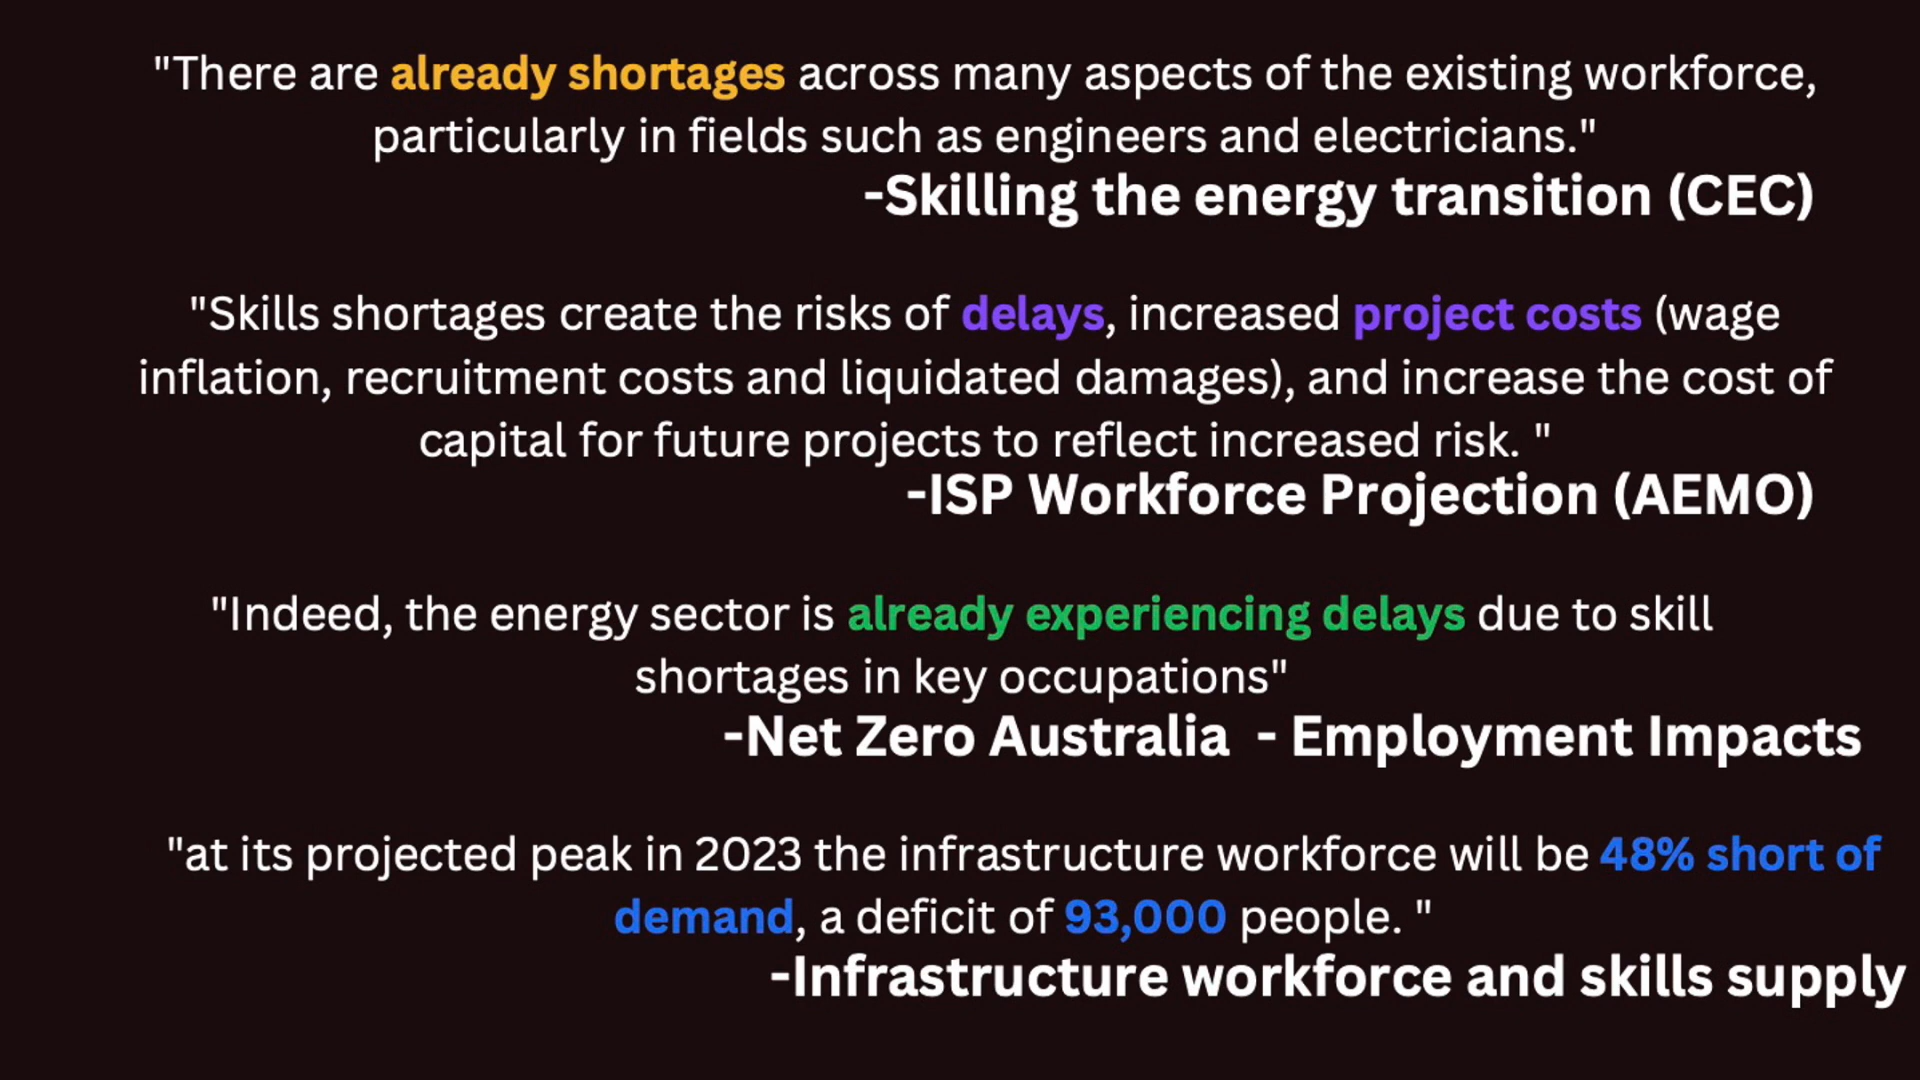 "There are already shortages across many aspects of the existing workforce,
particularly in fields such as engineers and electricians."
-Skilling the energy transition (CEC)
"Skills shortages create the risks of delays, increased project costs (wage
inflation, recruitment costs and liquidated damages), and increase the cost of
capital for future projects to reflect increased risk. "
-ISP Workforce Projection (AEMO)
"Indeed, the energy sector is already experiencing delays due to skill
shortages in key occupations"
-Net Zero Australia  - Employment Impacts
"at its projected peak in 2023 the infrastructure workforce will be 48% short of
demand, a deficit of 93,000 people. "
-Infrastructure workforce and skills supply